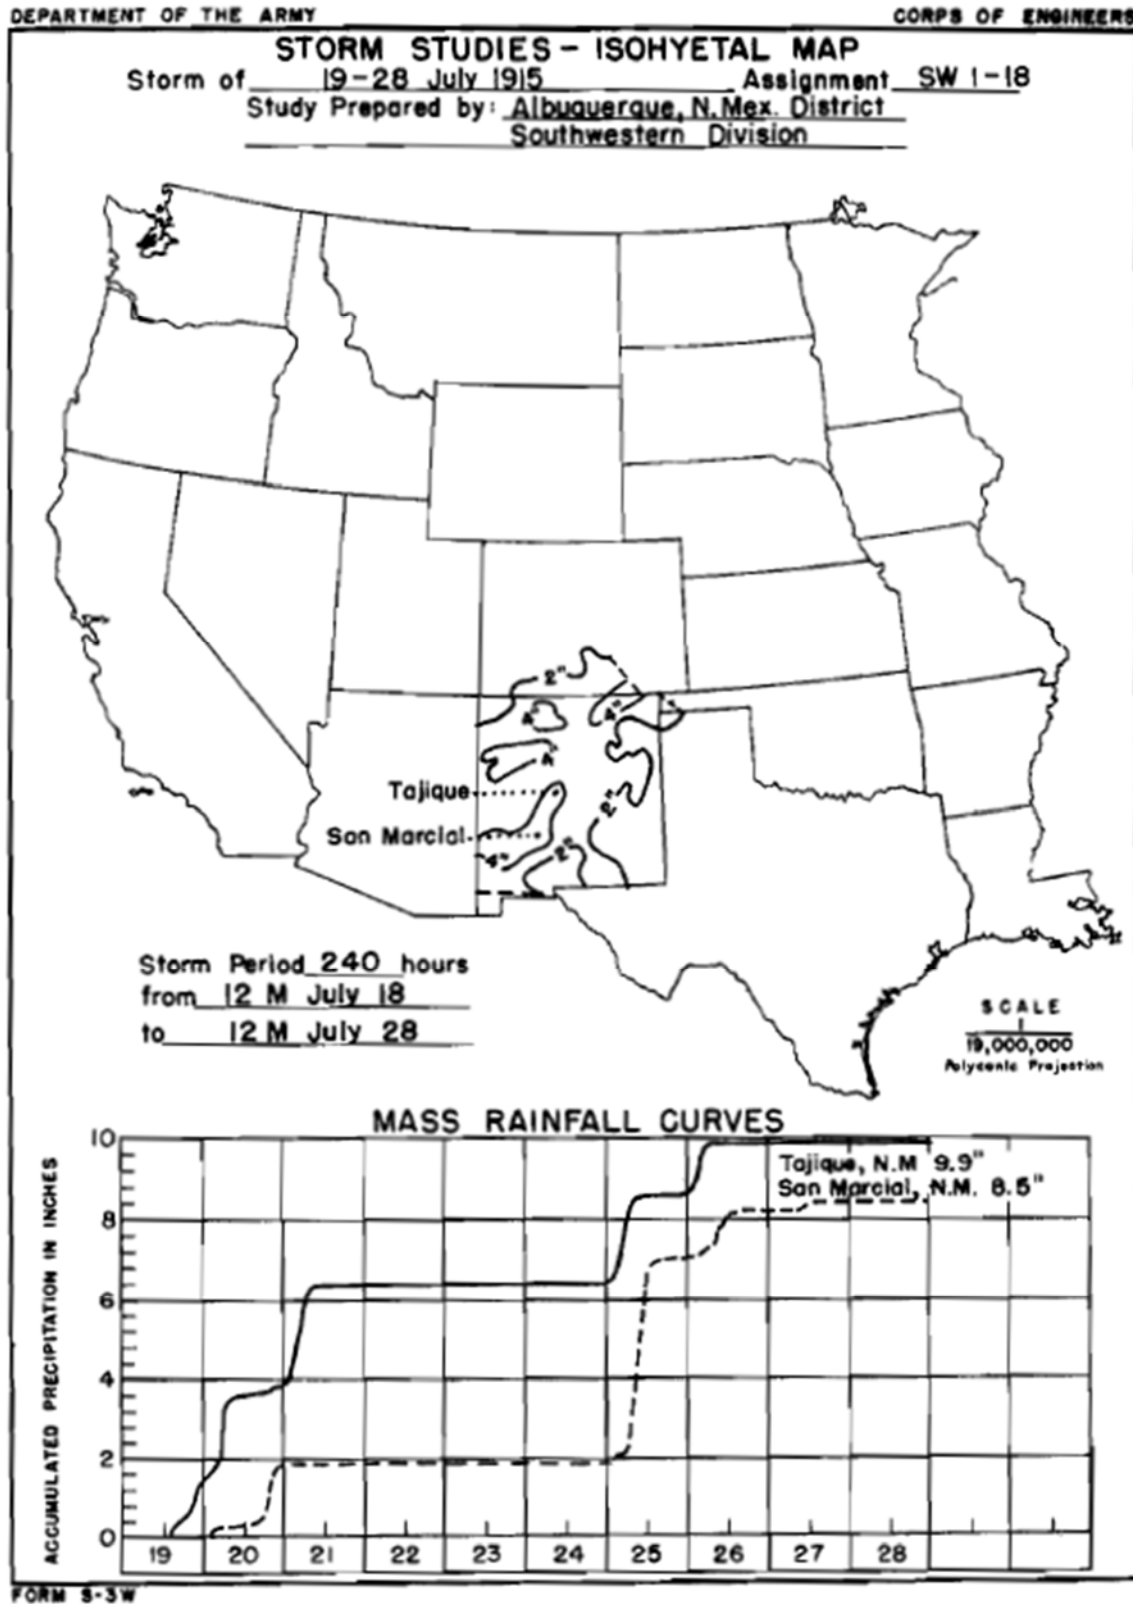 DEPARTMENT OF THE ARMY CORPS OF ENGINEERS
STORM STUDIES - ISOHYETAL MAP
Storm of 19-28 July 1915 Assignment SW 1-18
Study Prepared by: Albuquerque, N. Mex. District
Southwestern Division
2"
4"
4"
4"
Tajique
2"
San Marcial
4"
2"
Storm Period 240 hours
from 12 M July 18
to 12 M July 28
SCALE
1
19,000,000
Polyconic Projection
MASS RAINFALL CURVES
ACCUMULATED PRECIPITATION IN INCHES
10
Tajique, N.M 9.9"
San Marcial, N.M. 8.5"
8
6
4
2
0
19 20 21 22 23 24 25 26 27 28
FORM S-3W